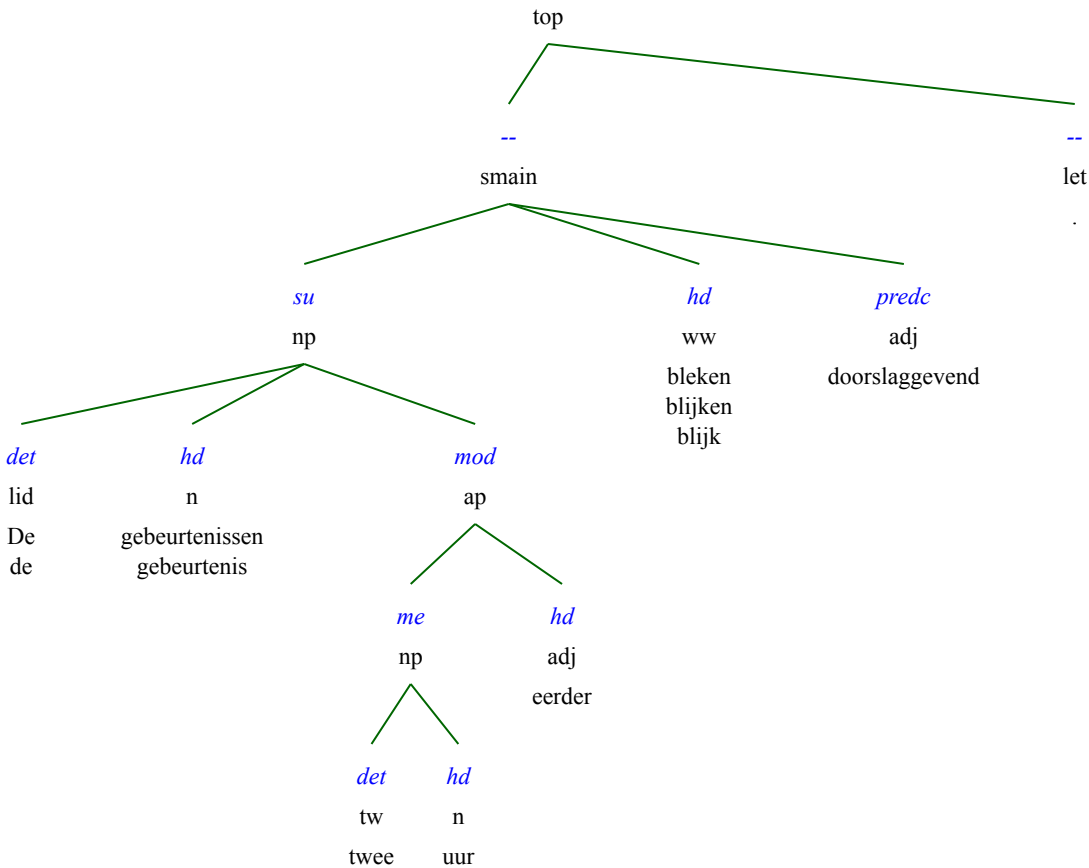 top
-- --
smain let
.
su hd predc
np ww adj
bleken doorslaggevend
blijken
blijk
det hd mod
lid n ap
De gebeurtenissen
de gebeurtenis
me hd
np adj
eerder
det hd
tw n
twee uur